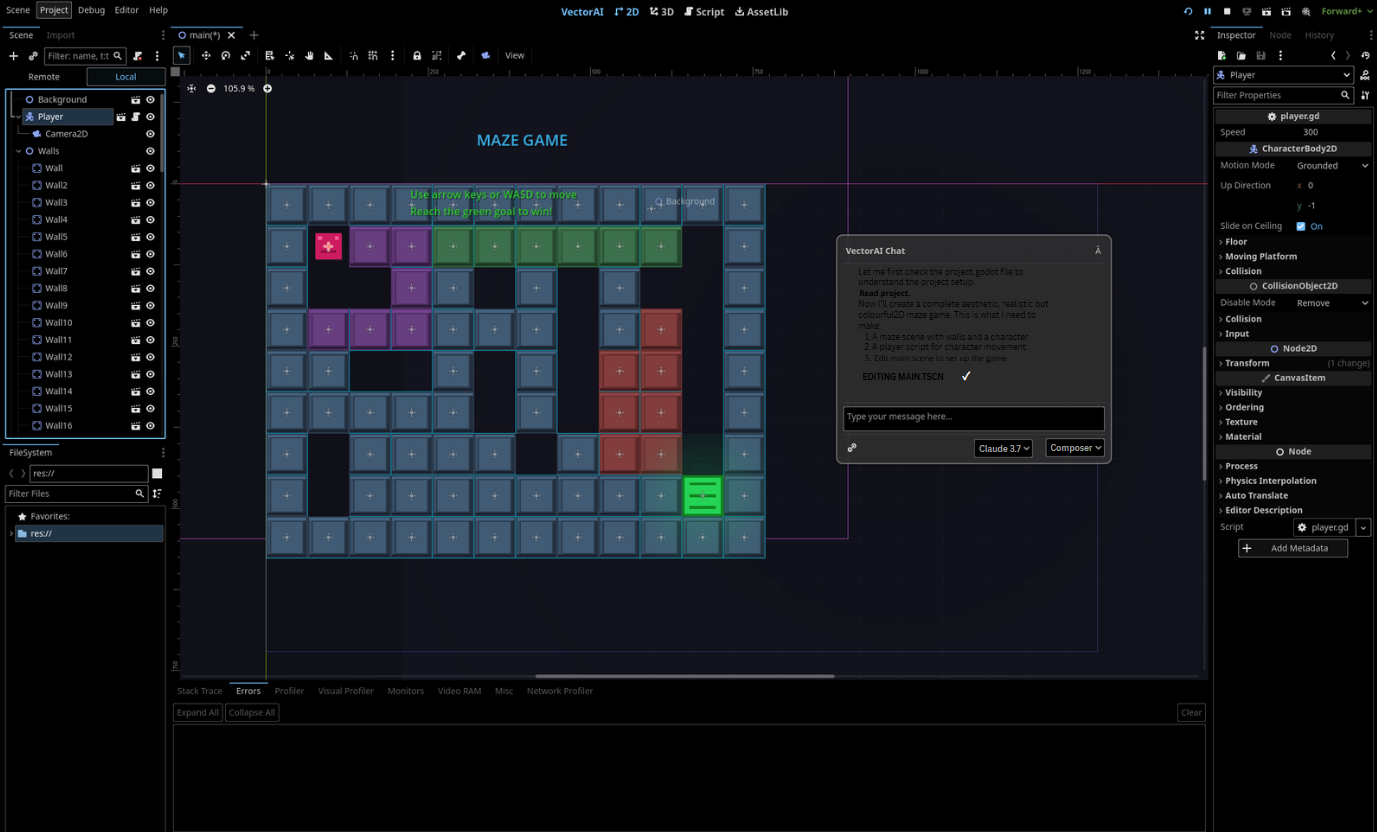 Scene Project Debug Editor Help
VectorAI 2D 3D Script AssetLib
Forward+
Scene Import
main(*)
Inspector Node History
Filter: name, t:t
View
Remote Local
Player
Filter Properties
Background
Player
Camera2D
Walls
Wall
Wall2
Wall3
Wall4
Wall5
Wall6
Wall7
Wall8
Wall9
Wall10
Wall11
Wall12
Wall13
Wall14
Wall15
Wall16
FileSystem
res://
Filter Files
Favorites:
res://
0 250 500 750 1000 1250
105.9 %
0
250
500
750
MAZE GAME
Use arrow keys or WASD to move
Reach the green goal to win!
Background
VectorAI Chat
Let me first check the project.godot file to
understand the project setup.
Read project.
Now I'll create a complete aesthetic, realistic but
colourful2D maze game. This is what I need to
make:
1. A maze scene with walls and a character
2. A player script for character movement
3. Edit main scene to set up the game
EDITING MAIN.TSCN ✓
Type your message here...
Claude 3.7
Composer
Stack Trace Errors Profiler Visual Profiler Monitors Video RAM Misc Network Profiler
Expand All Collapse All
Clear
player.gd
Speed 300
CharacterBody2D
Motion Mode Grounded
Up Direction x 0
y -1
Slide on Ceiling On
Floor
Moving Platform
Collision
CollisionObject2D
Disable Mode Remove
Collision
Input
Node2D
Transform (1 change)
CanvasItem
Visibility
Ordering
Texture
Material
Node
Process
Physics Interpolation
Auto Translate
Editor Description
Script player.gd
Add Metadata